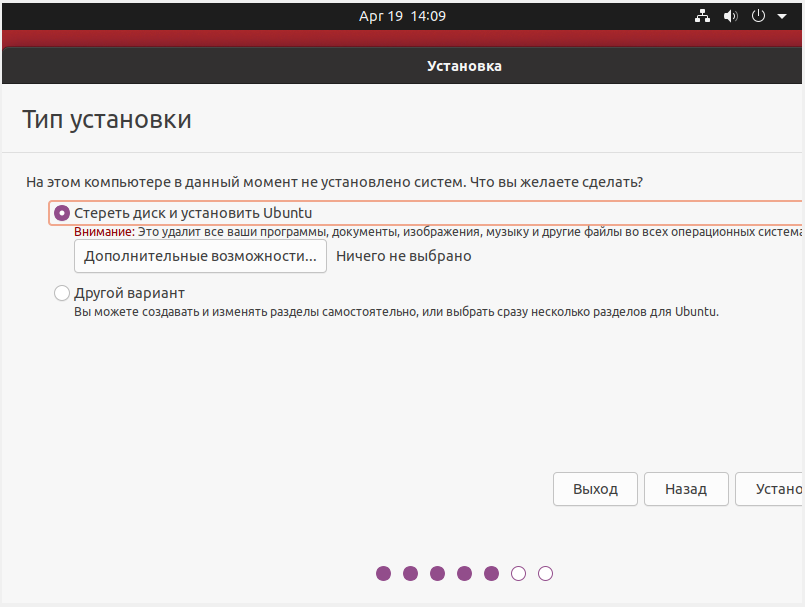 Apr 19 14:09
Установка
Тип установки
На этом компьютере в данный момент не установлено систем. Что вы желаете сделать?
Стереть диск и установить Ubuntu
Внимание: Это удалит все ваши программы, документы, изображения, музыку и другие файлы во всех операционных система
Дополнительные возможности... Ничего не выбрано
Другой вариант
Вы можете создавать и изменять разделы самостоятельно, или выбрать сразу несколько разделов для Ubuntu.
Выход Назад Устано